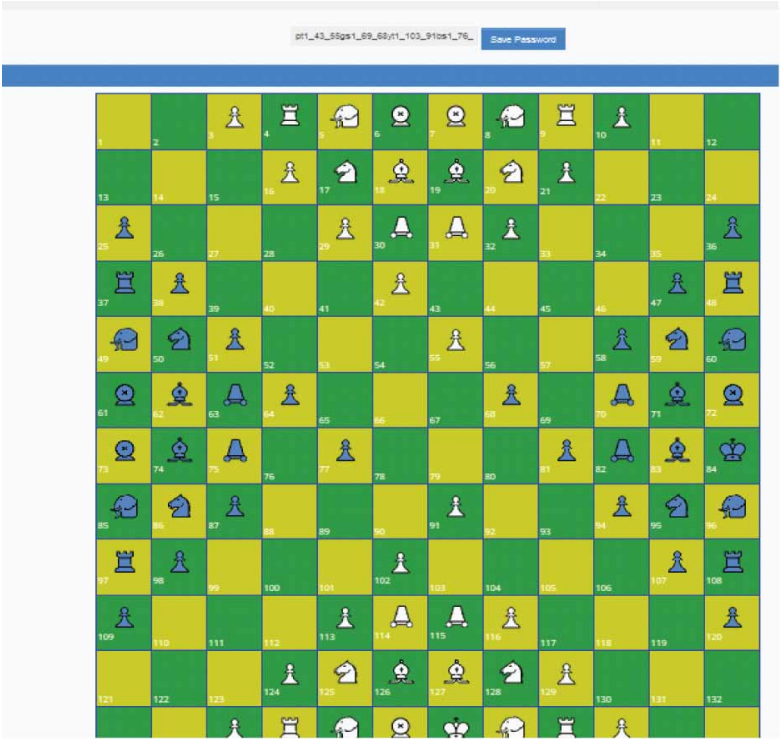 pt1_43_55gs1_69_68yt1_103_91bs1_76_ Save Password
1 2 3 4 5 6 7 8 9 10 11 12
13 14 15 16 17 18 19 20 21 22 23 24
25 26 27 28 29 30 31 32 33 34 35 36
37 38 39 40 41 42 43 44 45 46 47 48
49 50 51 52 53 54 55 56 57 58 59 60
61 62 63 64 65 66 67 68 69 70 71 72
73 74 75 76 77 78 79 80 81 82 83 84
85 86 87 88 89 90 91 92 93 94 95 96
97 98 99 100 101 102 103 104 105 106 107 108
109 110 111 112 113 114 115 116 117 118 119 120
121 122 123 124 125 126 127 128 129 130 131 132